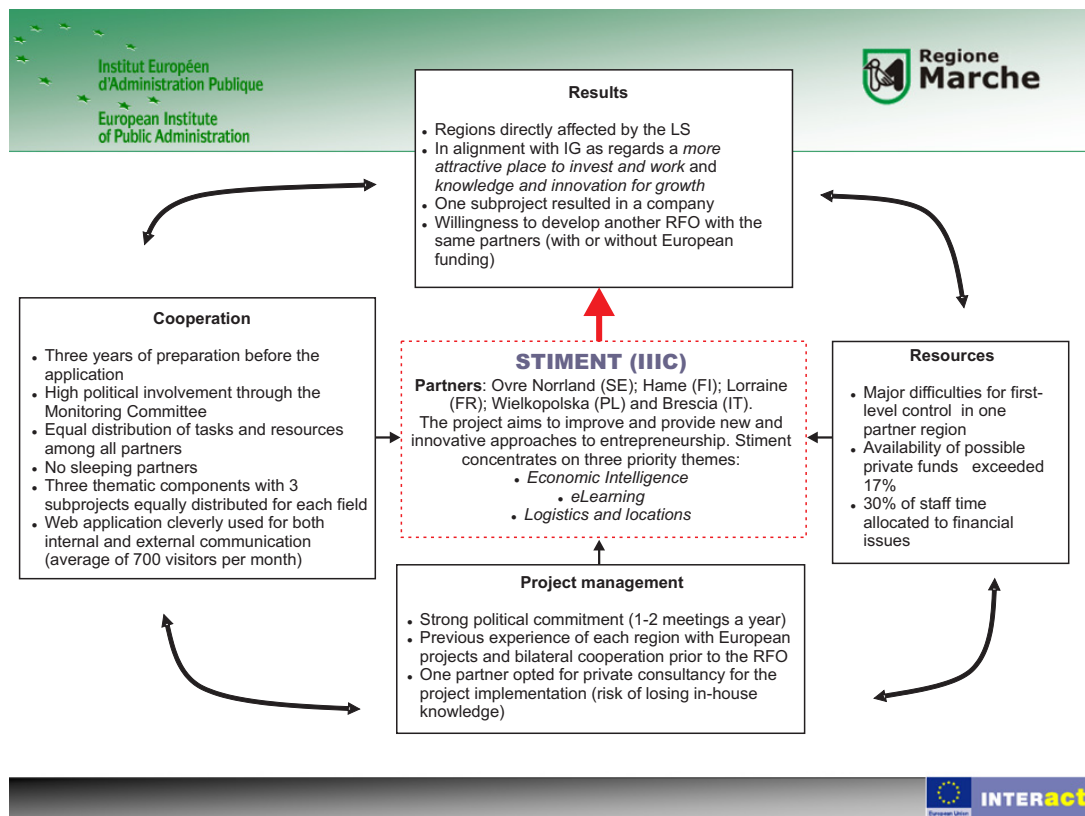 Institut Européen
d'Administration Publique
European Institute
of Public Administration
Regione
Marche
Results
• Regions directly affected by the LS
• In alignment with IG as regards a more
attractive place to invest and work and
knowledge and innovation for growth
• One subproject resulted in a company
• Willingness to develop another RFO with the
same partners (with or without European
funding)
Cooperation
• Three years of preparation before the
application
• High political involvement through the
Monitoring Committee
• Equal distribution of tasks and resources
among all partners
• No sleeping partners
• Three thematic components with 3
subprojects equally distributed for each field
• Web application cleverly used for both
internal and external communication
(average of 700 visitors per month)
STIMENT (IIIC)
Partners: Ovre Norrland (SE); Hame (FI); Lorraine
(FR); Wielkopolska (PL) and Brescia (IT).
The project aims to improve and provide new and
innovative approaches to entrepreneurship. Stiment
concentrates on three priority themes:
• Economic Intelligence
• eLearning
• Logistics and locations
Resources
• Major difficulties for first-
level control in one
partner region
• Availability of possible
private funds exceeded
17%
• 30% of staff time
allocated to financial
issues
Project management
• Strong political commitment (1-2 meetings a year)
• Previous experience of each region with European
projects and bilateral cooperation prior to the RFO
• One partner opted for private consultancy for the
project implementation (risk of losing in-house
knowledge)
European Union
INTERact